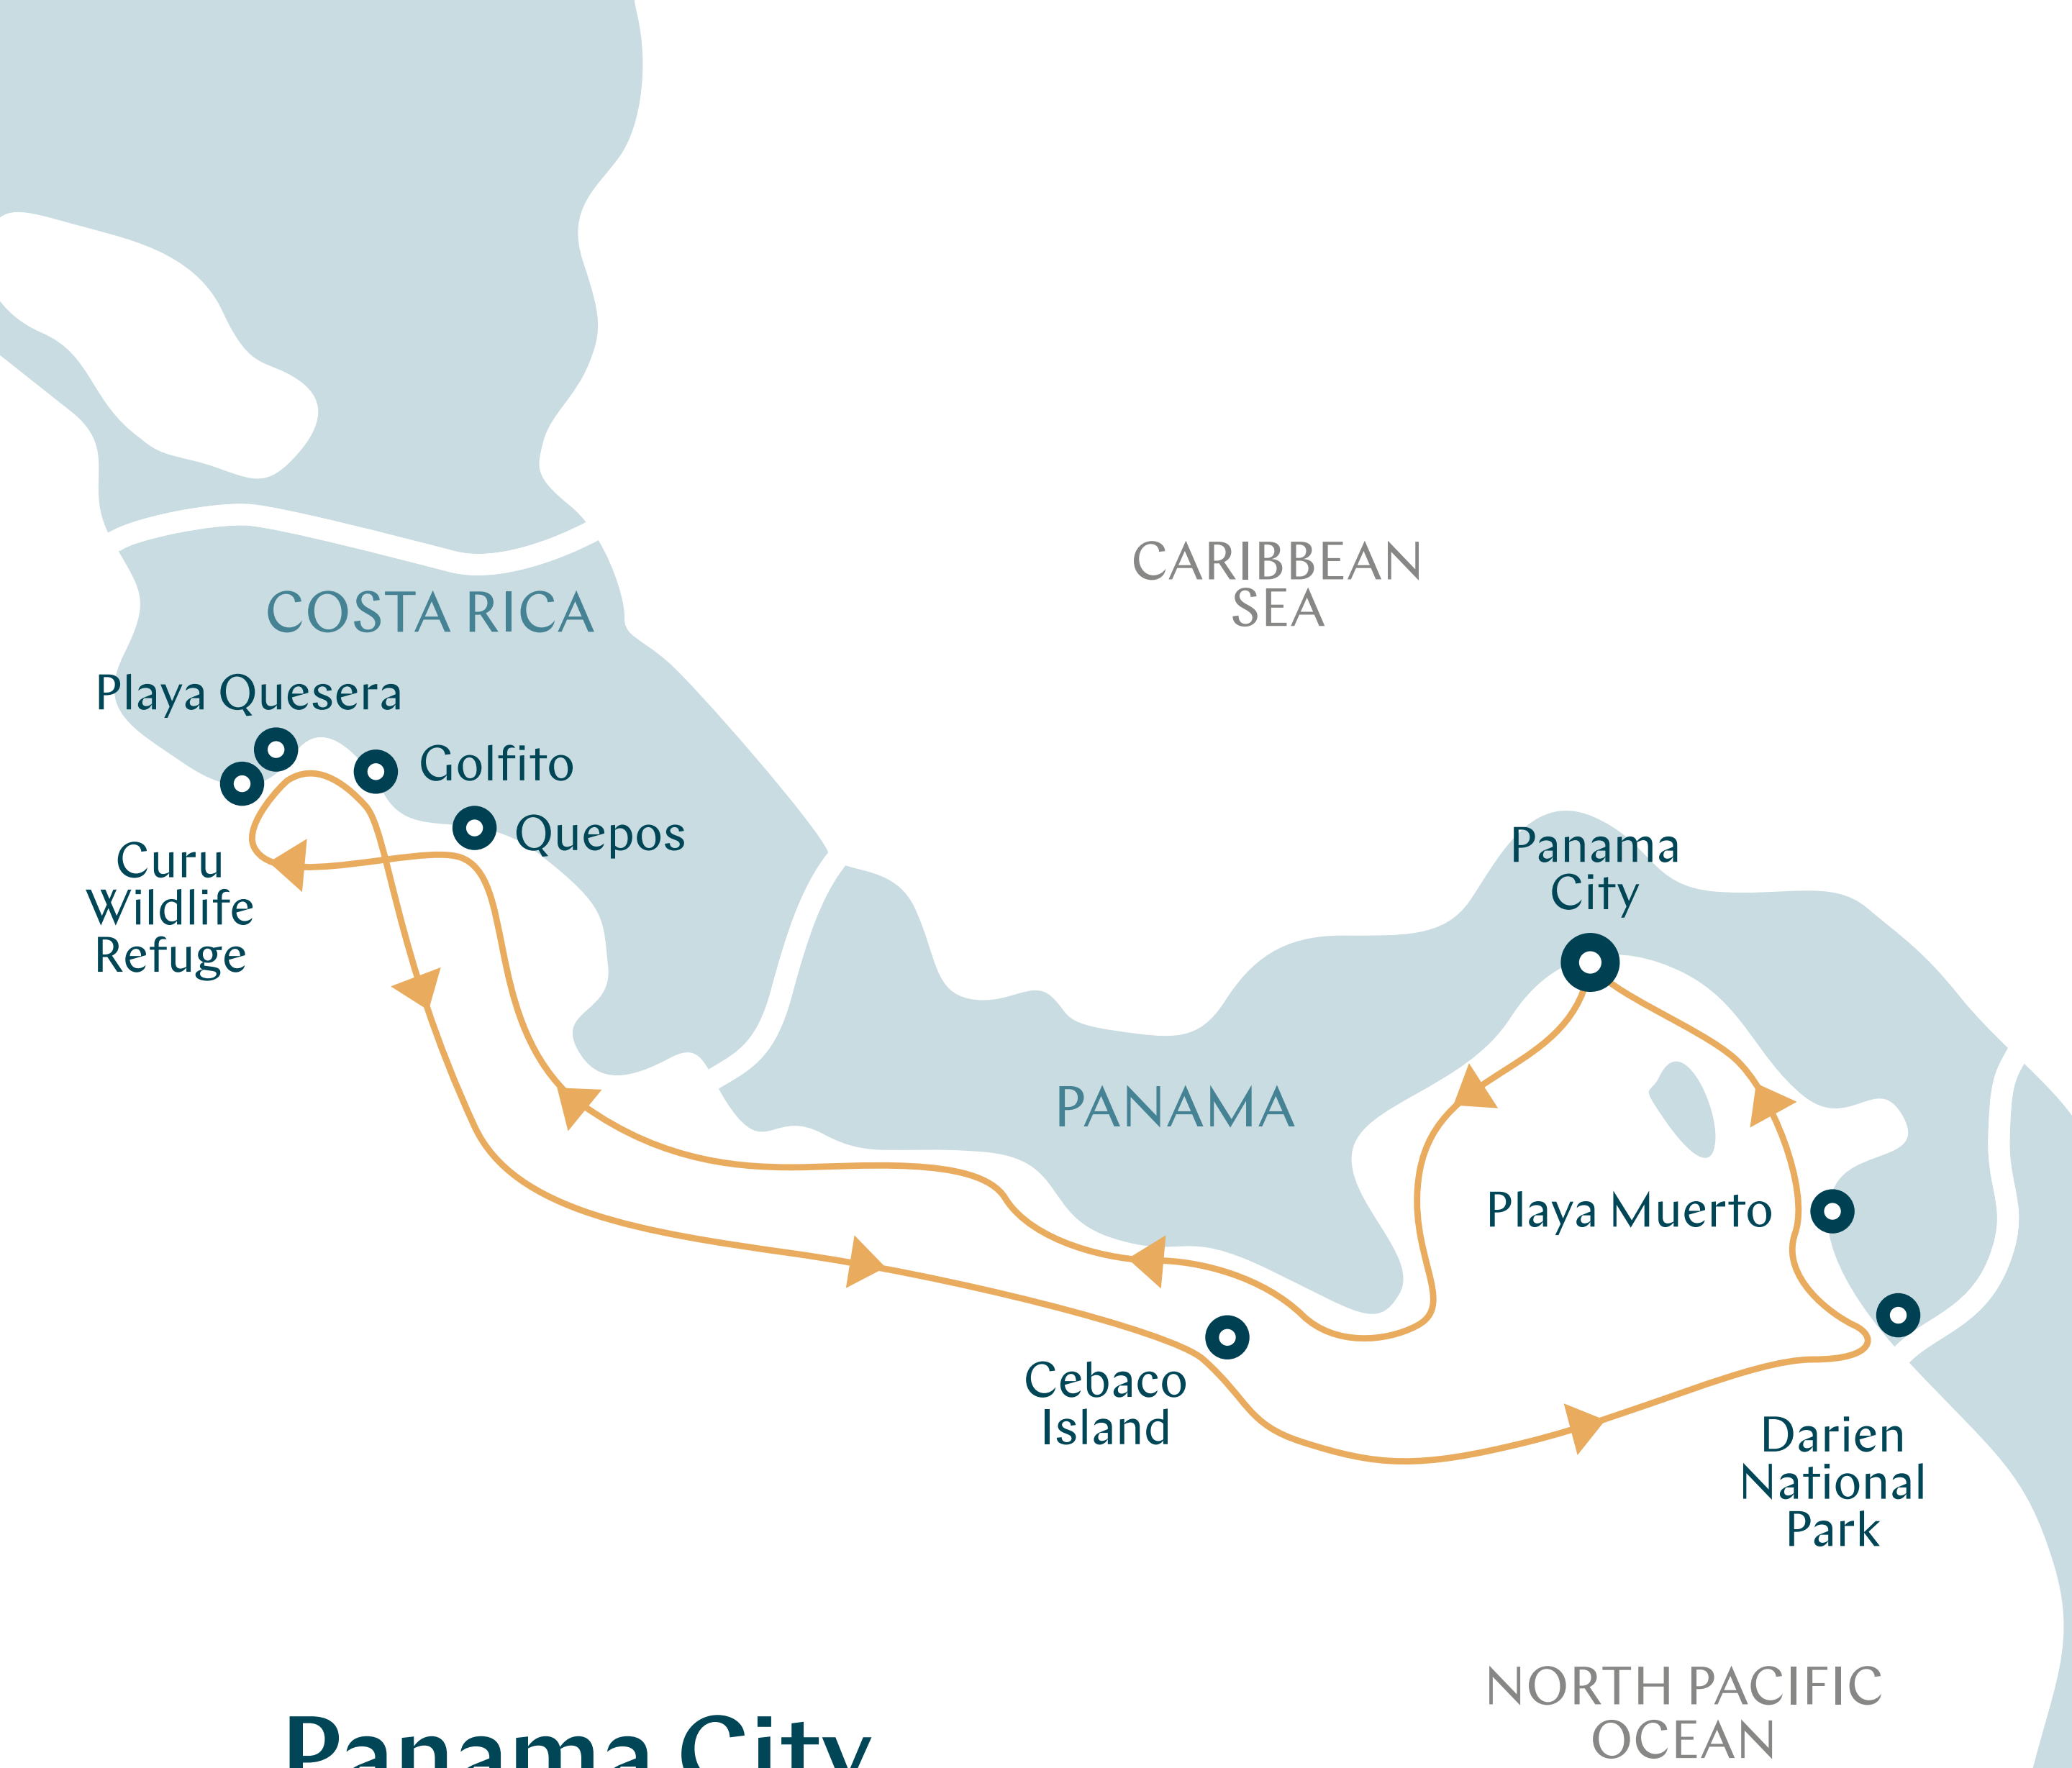 CARIBBEAN
SEA
COSTA RICA
Playa Quesera
Golfito
Quepos
Curu
Wildlife
Refuge
Panama
City
PANAMA
Playa Muerto
Cebaco
Island
Darien
National
Park
NORTH PACIFIC
OCEAN
Panama City